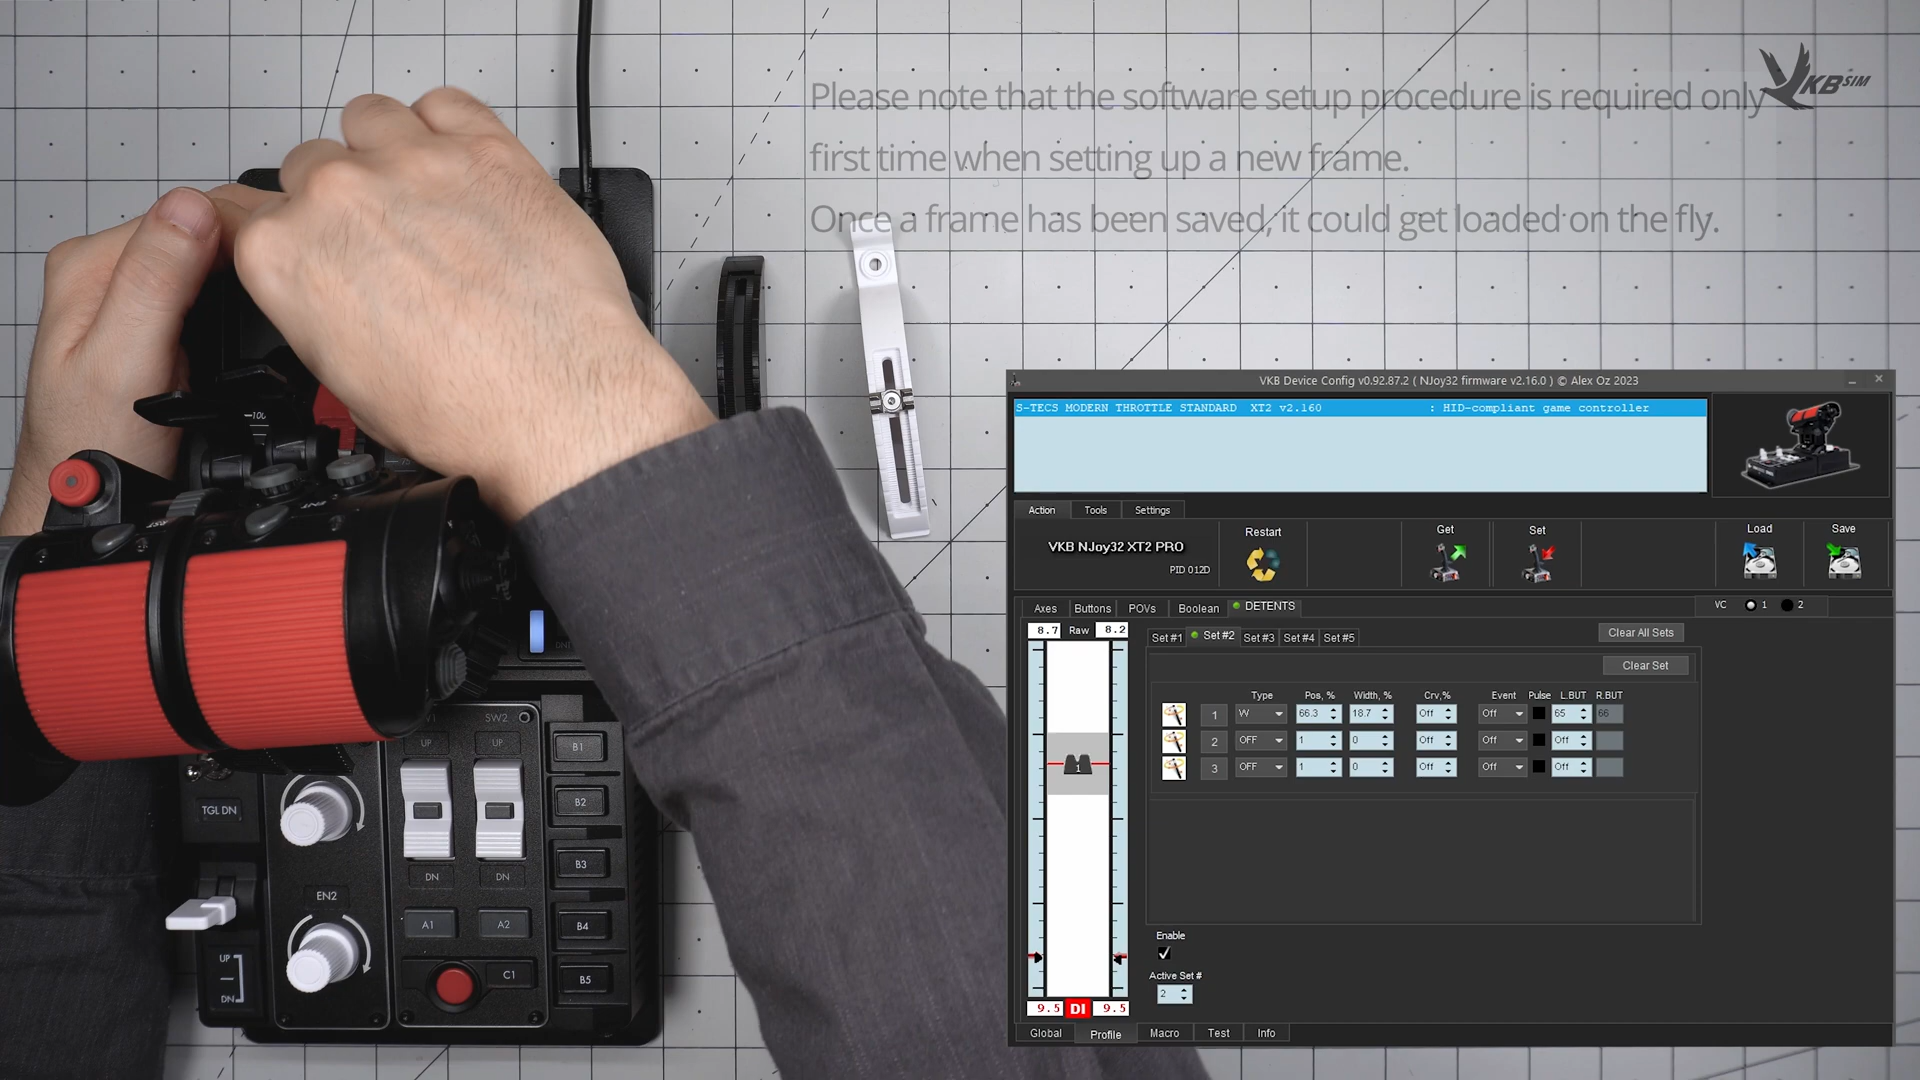 Please note that the software setup procedure is required only
first time when setting up a new frame.
Once a frame has been saved, it could get loaded on the fly.
VKB SIM
VKB Device Config v0.92.87.2 ( NJoy32 firmware v2.16.0 ) © Alex Oz 2023
S-TECS MODERN THROTTLE STANDARD XT2 v2.160 : HID-compliant game controller
Action Tools Settings
VKB NJoy32 XT2 PRO
PID 012D
Restart Get Set Load Save
Axes Buttons POVs Boolean DETENTS
VC 1 2
8.7 Raw 8.2
Set #1 Set #2 Set #3 Set #4 Set #5
Clear All Sets
Clear Set
Type Pos, % Width, % Crv,% Event Pulse L.BUT R.BUT
1 W 66.3 18.7 Off Off 65 66
2 OFF 1 0 Off Off Off
3 OFF 1 0 Off Off Off
1
Enable
Active Set #
2
9.5 DI 9.5
Global Profile Macro Test Info
-100
SW2
UP UP
DN DN
A1 A2
C1
B1
B2
B3
B4
B5
TGL DN
EN2
UP
DN